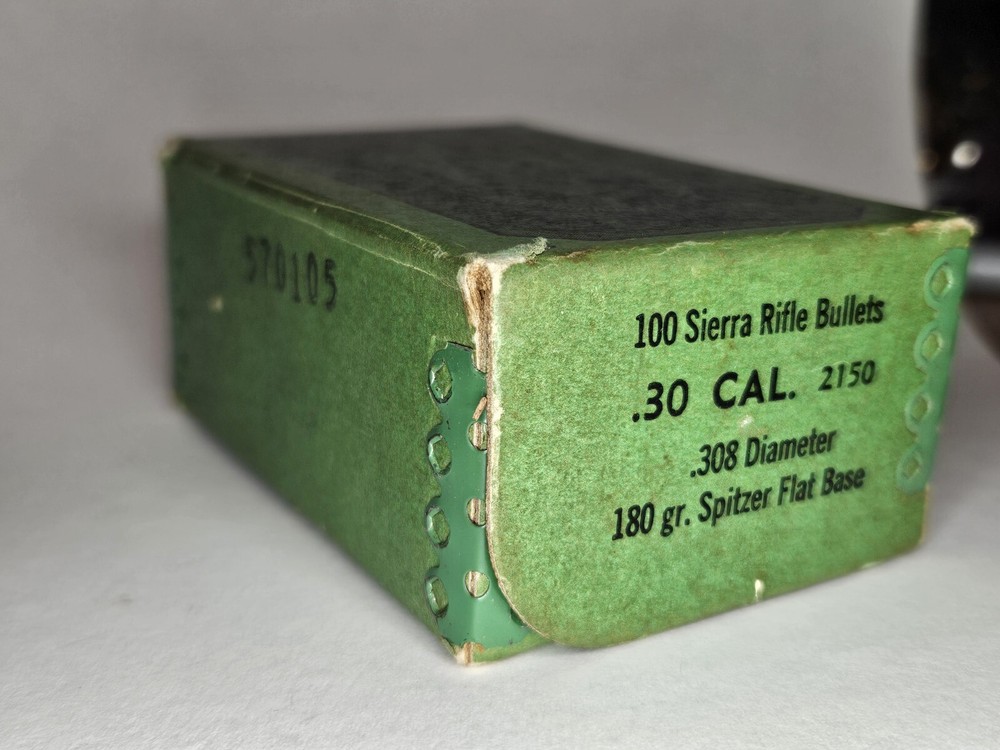 570105
100 Sierra Rifle Bullets
.30 CAL. 2150
.308 Diameter
180 gr. Spitzer Flat Base